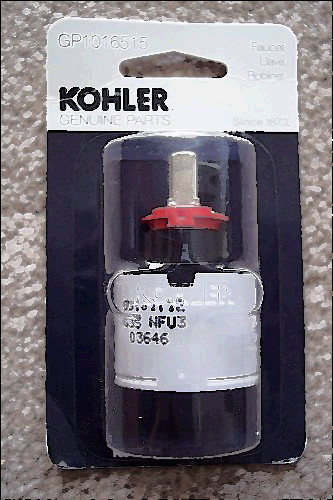 GP1016515
Faucet
Llave
Robinet
KOHLER
GENUINE PARTS
Since 1873.
KOHLER
NFU3
03646